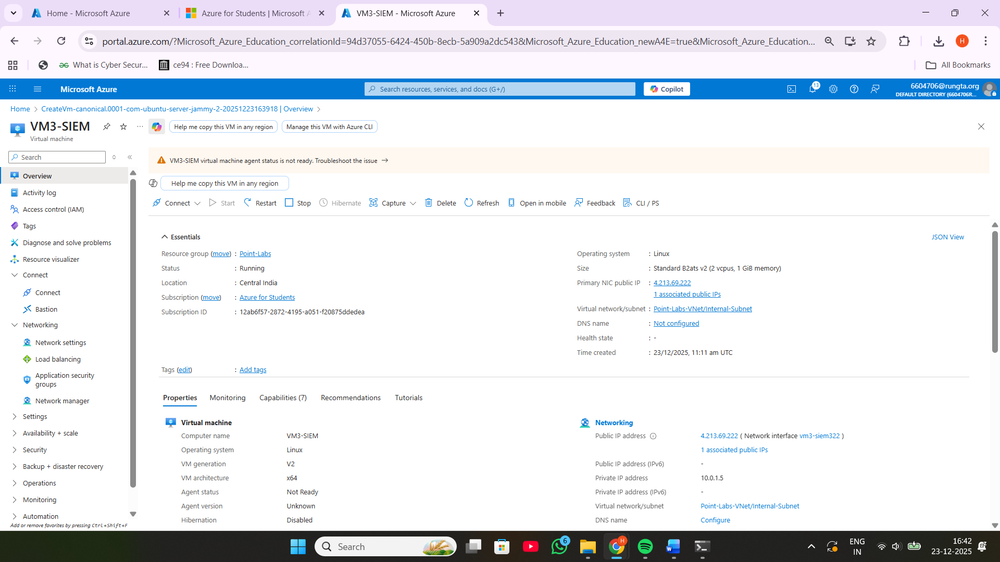 Home - Microsoft Azure
Azure for Students | Microsoft A
VM3-SIEM - Microsoft Azure
portal.azure.com/?Microsoft_Azure_Education_correlationId=94d37055-6424-450b-8ecb-5a909a2dc543&Microsoft_Azure_Education_newA4E=true&Microsoft_Azure_Education...
H
What is Cyber Secur...
ce94 : Free Downloa...
All Bookmarks
Microsoft Azure
Search resources, services, and docs (G+/)
Copilot
13
6604706@rungta.org
DEFAULT DIRECTORY (6604706R...
Home > CreateVm-canonical.0001-com-ubuntu-server-jammy-2-20251223163918 | Overview >
VM3-SIEM
Virtual machine
Help me copy this VM in any region
Manage this VM with Azure CLI
Search
VM3-SIEM virtual machine agent status is not ready. Troubleshoot the issue →
Help me copy this VM in any region
Connect
Start
Restart
Stop
Hibernate
Capture
Delete
Refresh
Open in mobile
Feedback
CLI / PS
Overview
Activity log
Access control (IAM)
Tags
Diagnose and solve problems
Resource visualizer
Connect
Connect
Bastion
Networking
Network settings
Load balancing
Application security
groups
Network manager
Settings
Availability + scale
Security
Backup + disaster recovery
Operations
Monitoring
Automation
Add or remove favorites by pressing Ctrl+Shift+F
Essentials
JSON View
Resource group (move) : Point-Labs
Status : Running
Location : Central India
Subscription (move) : Azure for Students
Subscription ID : 12ab6f57-2872-4195-a051-f20875ddedea
Operating system : Linux
Size : Standard B2ats v2 (2 vcpus, 1 GiB memory)
Primary NIC public IP : 4.213.69.222
1 associated public IPs
Virtual network/subnet : Point-Labs-VNet/Internal-Subnet
DNS name : Not configured
Health state : -
Time created : 23/12/2025, 11:11 am UTC
Tags (edit) : Add tags
Properties
Monitoring
Capabilities (7)
Recommendations
Tutorials
Virtual machine
Computer name VM3-SIEM
Operating system Linux
VM generation V2
VM architecture x64
Agent status Not Ready
Agent version Unknown
Hibernation Disabled
Networking
Public IP address 4.213.69.222 ( Network interface vm3-siem322 )
1 associated public IPs
Public IP address (IPv6) -
Private IP address 10.0.1.5
Private IP address (IPv6) -
Virtual network/subnet Point-Labs-VNet/Internal-Subnet
DNS name Configure
Search
6
H
ENG
IN
16:42
23-12-2025